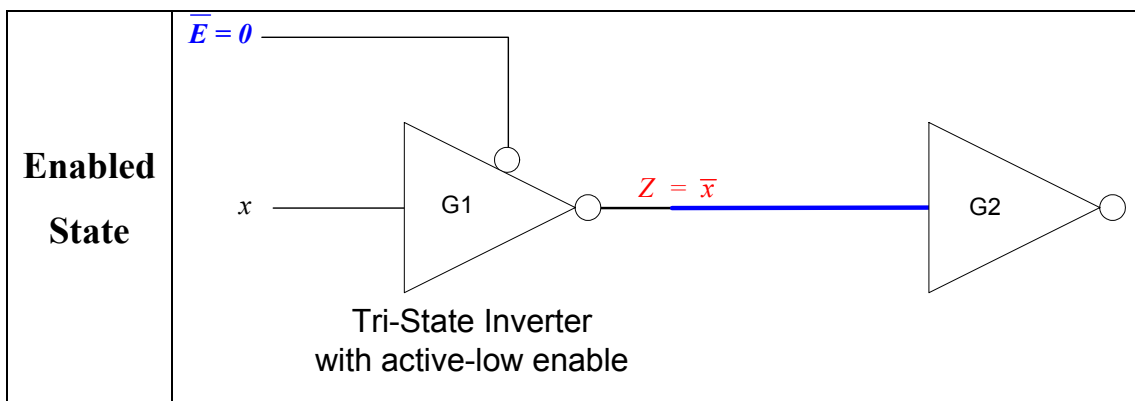 Enabled
State
E̅ = 0
x
G1
Z = x̅
G2
Tri-State Inverter
with active-low enable